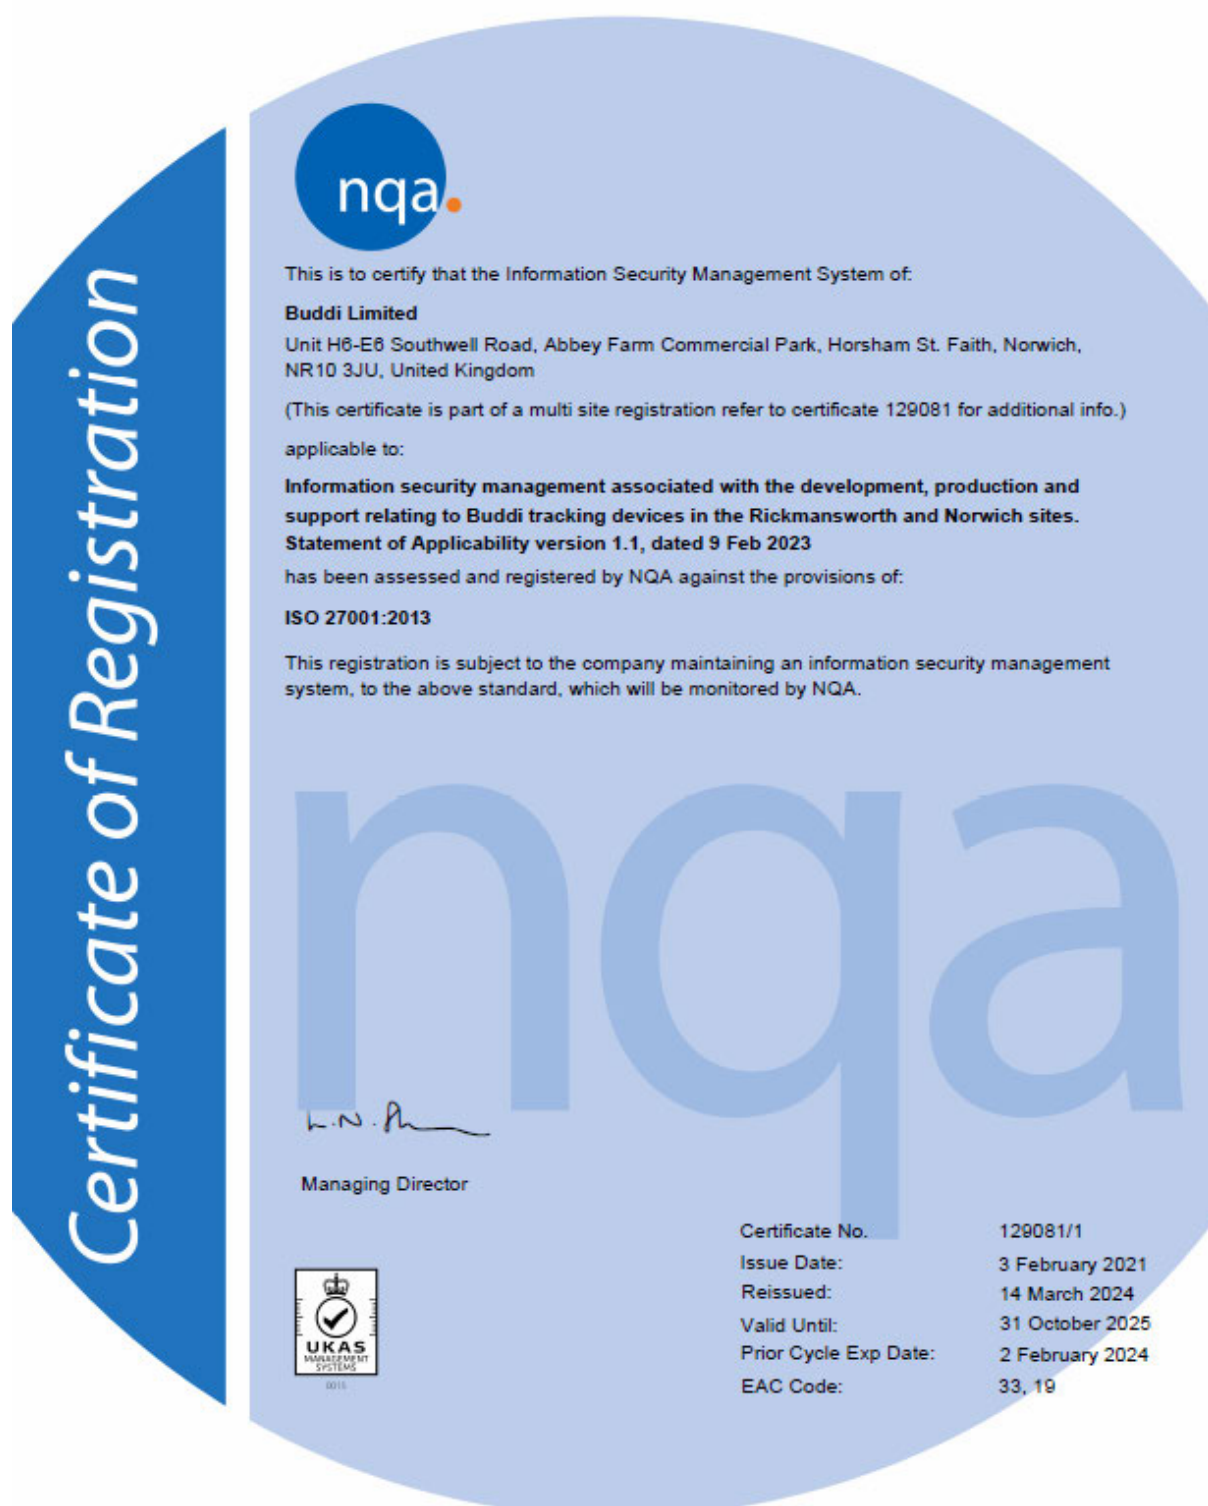 Certificate of Registration
nqa.
This is to certify that the Information Security Management System of:
Buddi Limited
Unit H6-E6 Southwell Road, Abbey Farm Commercial Park, Horsham St. Faith, Norwich,
NR10 3JU, United Kingdom
(This certificate is part of a multi site registration refer to certificate 129081 for additional info.)
applicable to:
Information security management associated with the development, production and
support relating to Buddi tracking devices in the Rickmansworth and Norwich sites.
Statement of Applicability version 1.1, dated 9 Feb 2023
has been assessed and registered by NQA against the provisions of:
ISO 27001:2013
This registration is subject to the company maintaining an information security management
system, to the above standard, which will be monitored by NQA.
nqa
Managing Director
Certificate No. 129081/1
Issue Date: 3 February 2021
Reissued: 14 March 2024
Valid Until: 31 October 2025
Prior Cycle Exp Date: 2 February 2024
EAC Code: 33, 19
UKAS
MANAGEMENT
SYSTEMS
0015